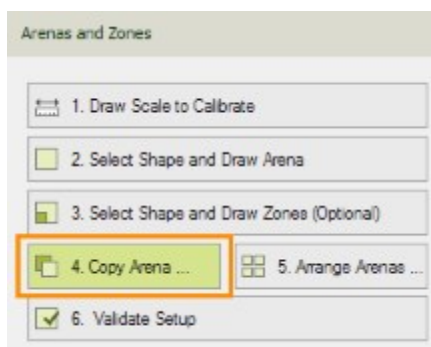 Arenas and Zones
1. Draw Scale to Calibrate
2. Select Shape and Draw Arena
3. Select Shape and Draw Zones (Optional)
4. Copy Arena ...
5. Arrange Arenas ...
6. Validate Setup